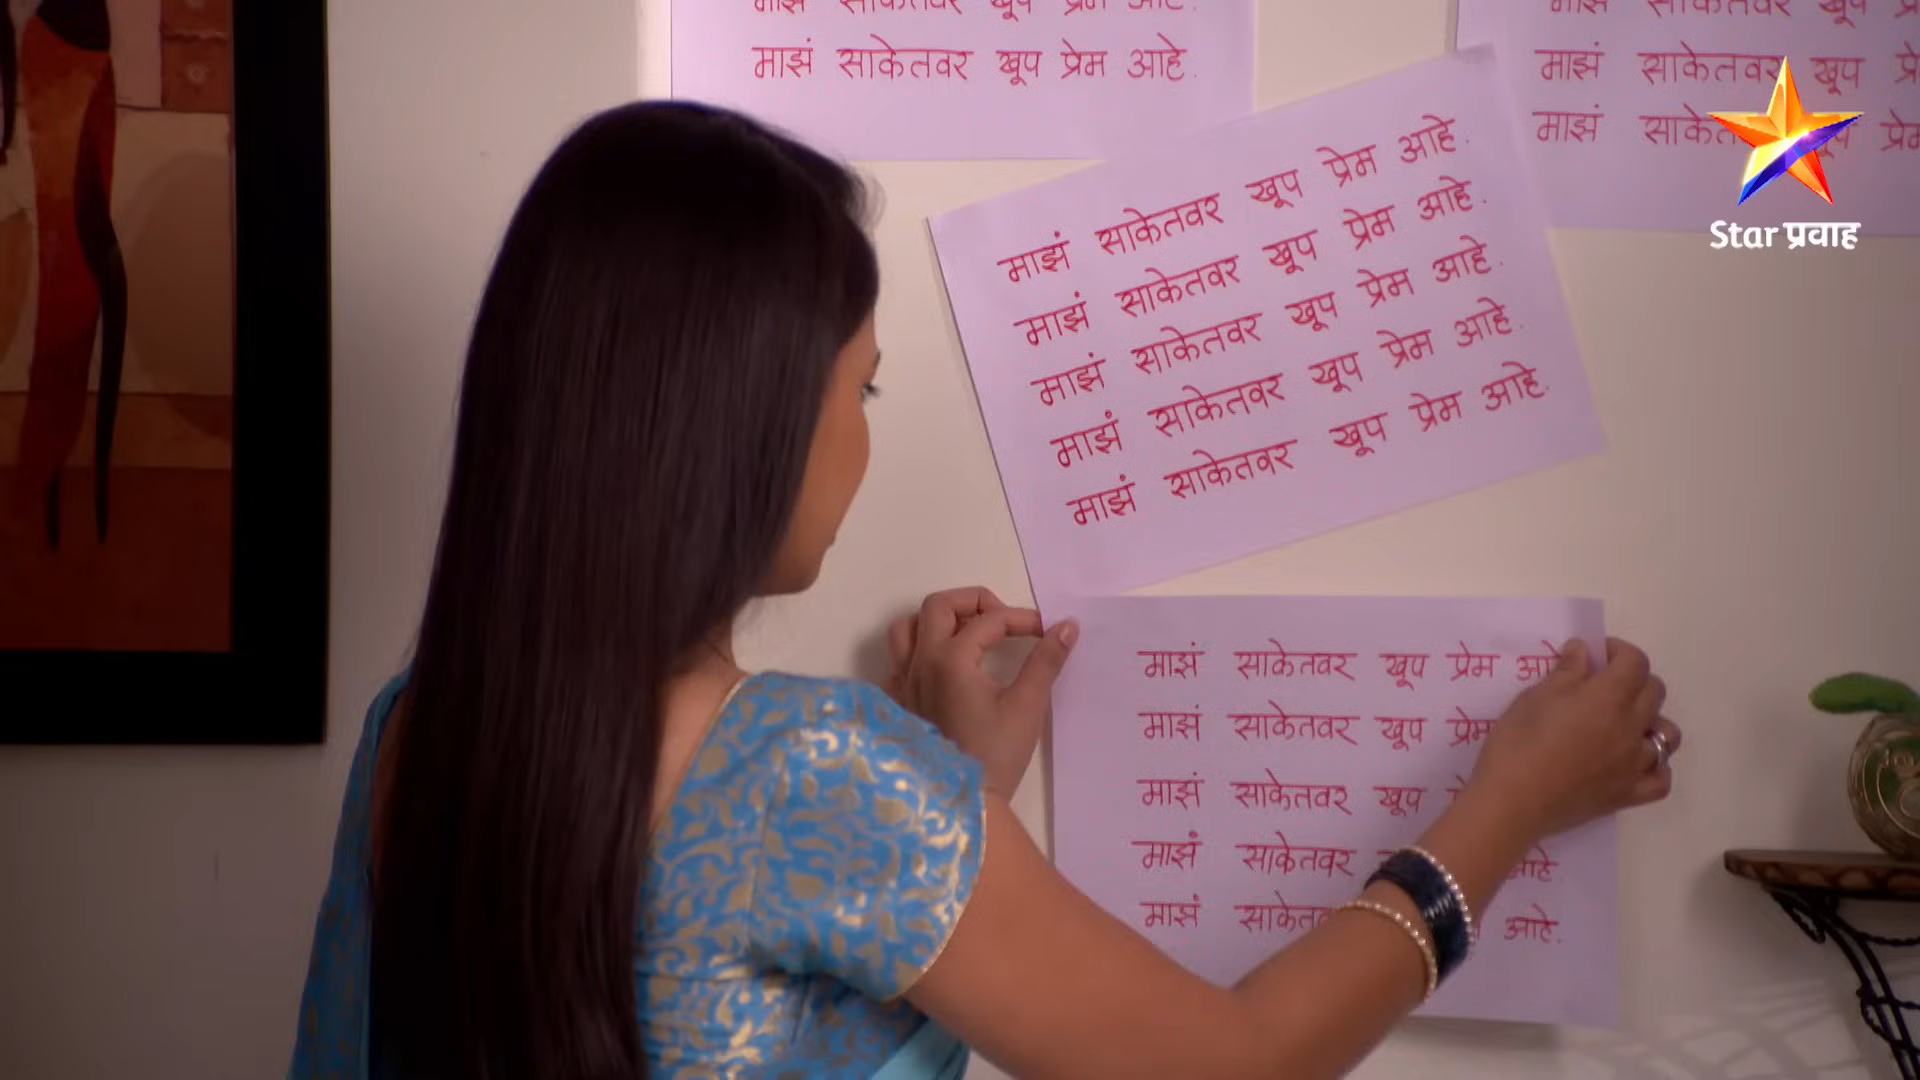 माझं साकेतवर खूप प्रेम आहे.
माझं साकेतवर खूप प्रेम आहे.
माझं साकेतवर खूप
माझं साकेतवर खूप
माझं
Star प्रवाह
माझं साकेतवर खूप प्रेम आहे.
माझं साकेतवर खूप प्रेम आहे.
माझं साकेतवर खूप प्रेम आहे.
माझं साकेतवर खूप प्रेम आहे.
माझं साकेतवर खूप प्रेम आहे.
माझं साकेतवर खूप प्रेम
माझं साकेतवर खूप प्रेम
माझं साकेतवर खूप
माझं साकेतवर आहे.
माझं आहे.